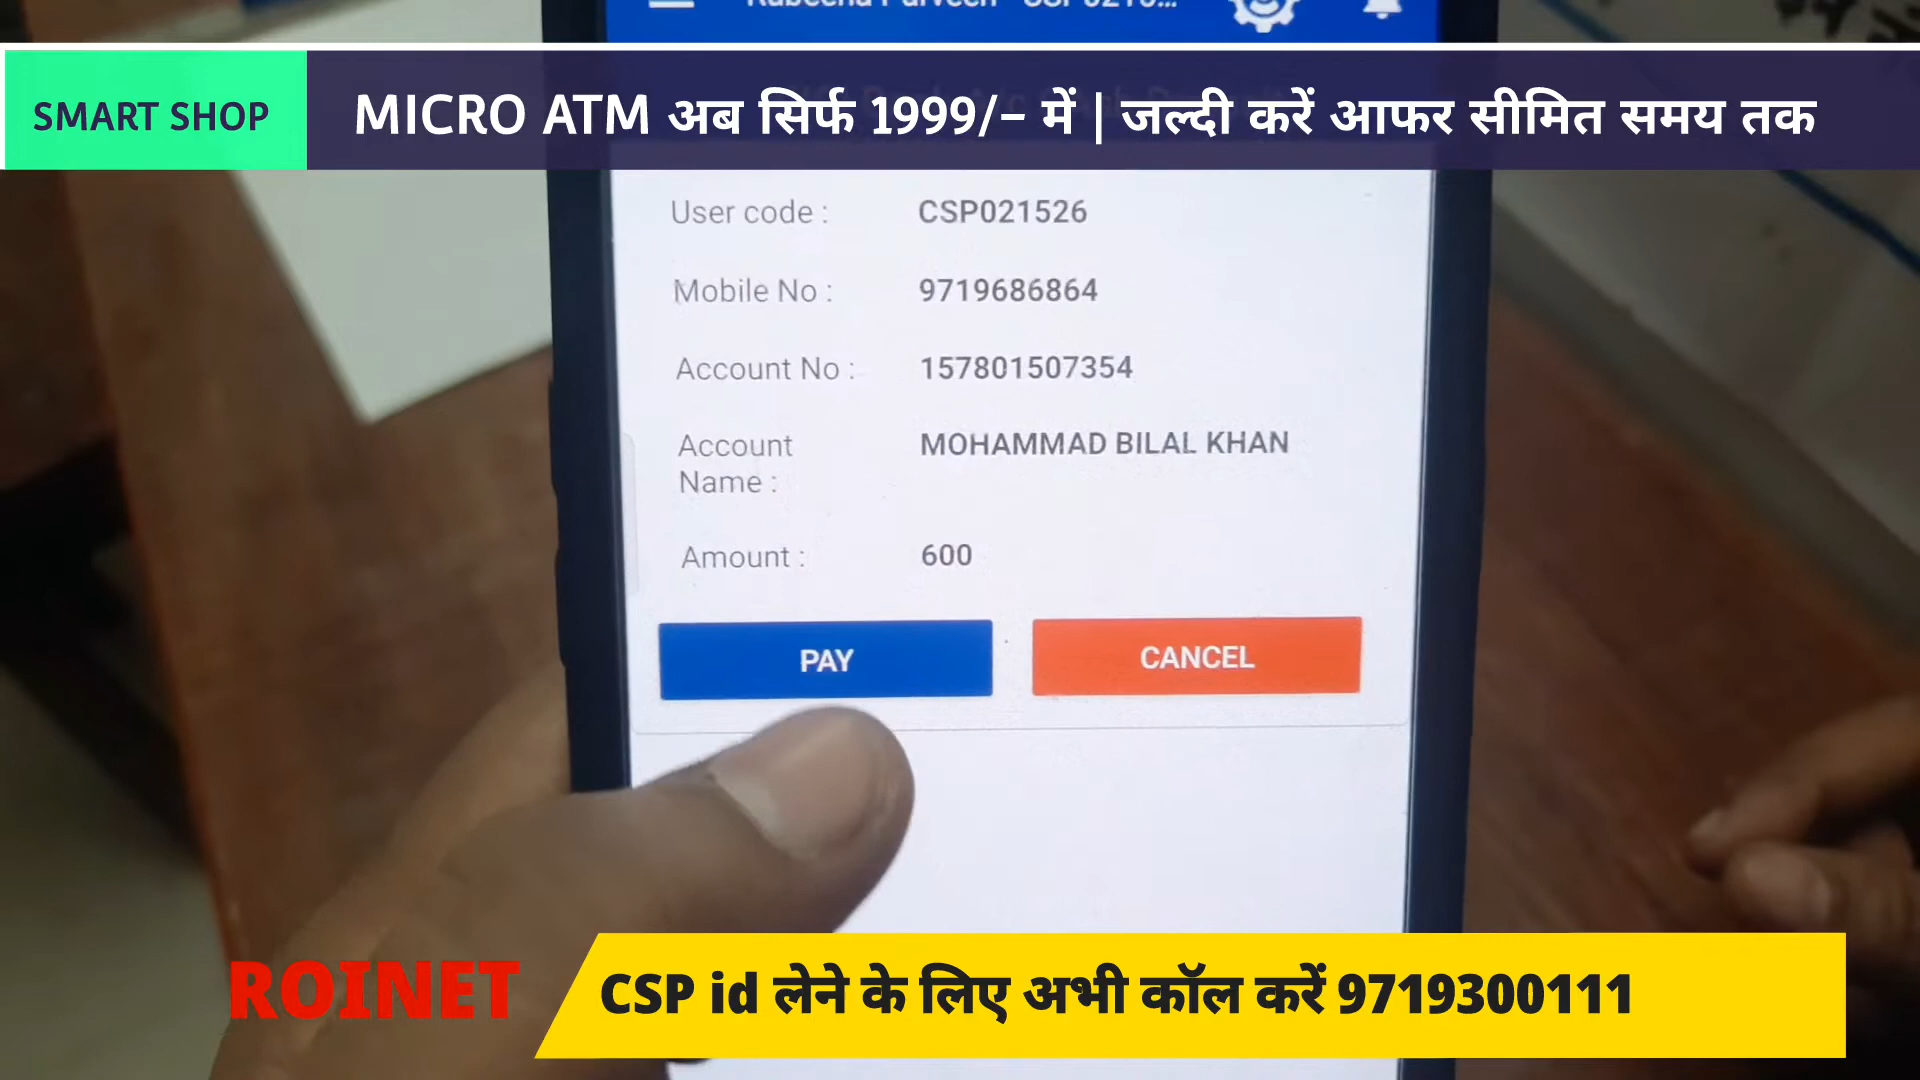 SMART SHOP
MICRO ATM अब सिर्फ 1999/– में | जल्दी करें आफर सीमित समय तक
User code : CSP021526
Mobile No : 9719686864
Account No : 157801507354
Account Name : MOHAMMAD BILAL KHAN
Amount : 600
PAY CANCEL
ROINET
CSP id लेने के लिए अभी कॉल करें 9719300111